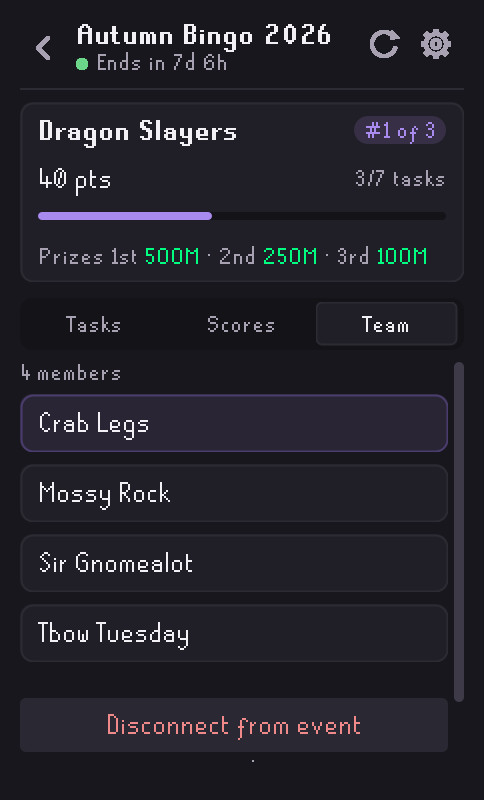 Autumn Bingo 2026
Ends in 7d 6h
Dragon Slayers #1 of 3
40 pts 3/7 tasks
Prizes 1st 500M · 2nd 250M · 3rd 100M
Tasks Scores Team
4 members
Crab Legs
Mossy Rock
Sir Gnomealot
Tbow Tuesday
Disconnect from event